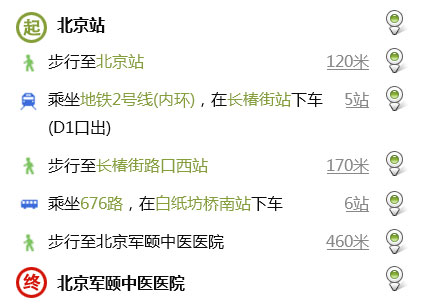 起 北京站
步行至北京站 120米
乘坐地铁2号线(内环)，在长椿街站下车 5站
(D1口出)
步行至长椿街路口西站 170米
乘坐676路，在白纸坊桥南站下车 6站
步行至北京军颐中医医院 460米
终 北京军颐中医医院